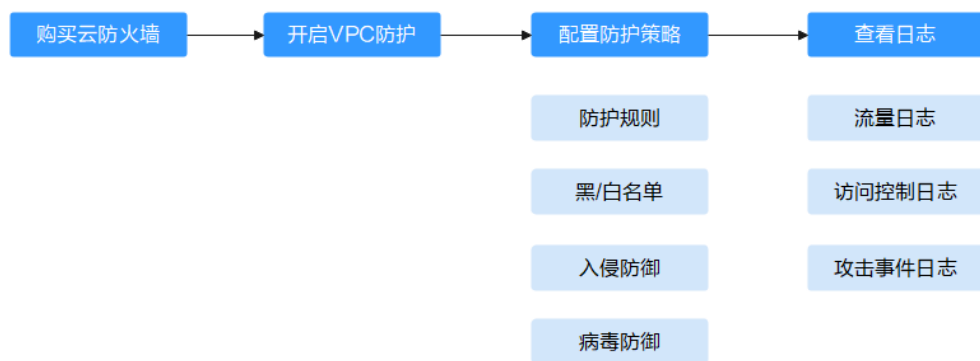 购买云防火墙
开启VPC防护
配置防护策略
查看日志
防护规则
流量日志
黑/白名单
访问控制日志
入侵防御
攻击事件日志
病毒防御